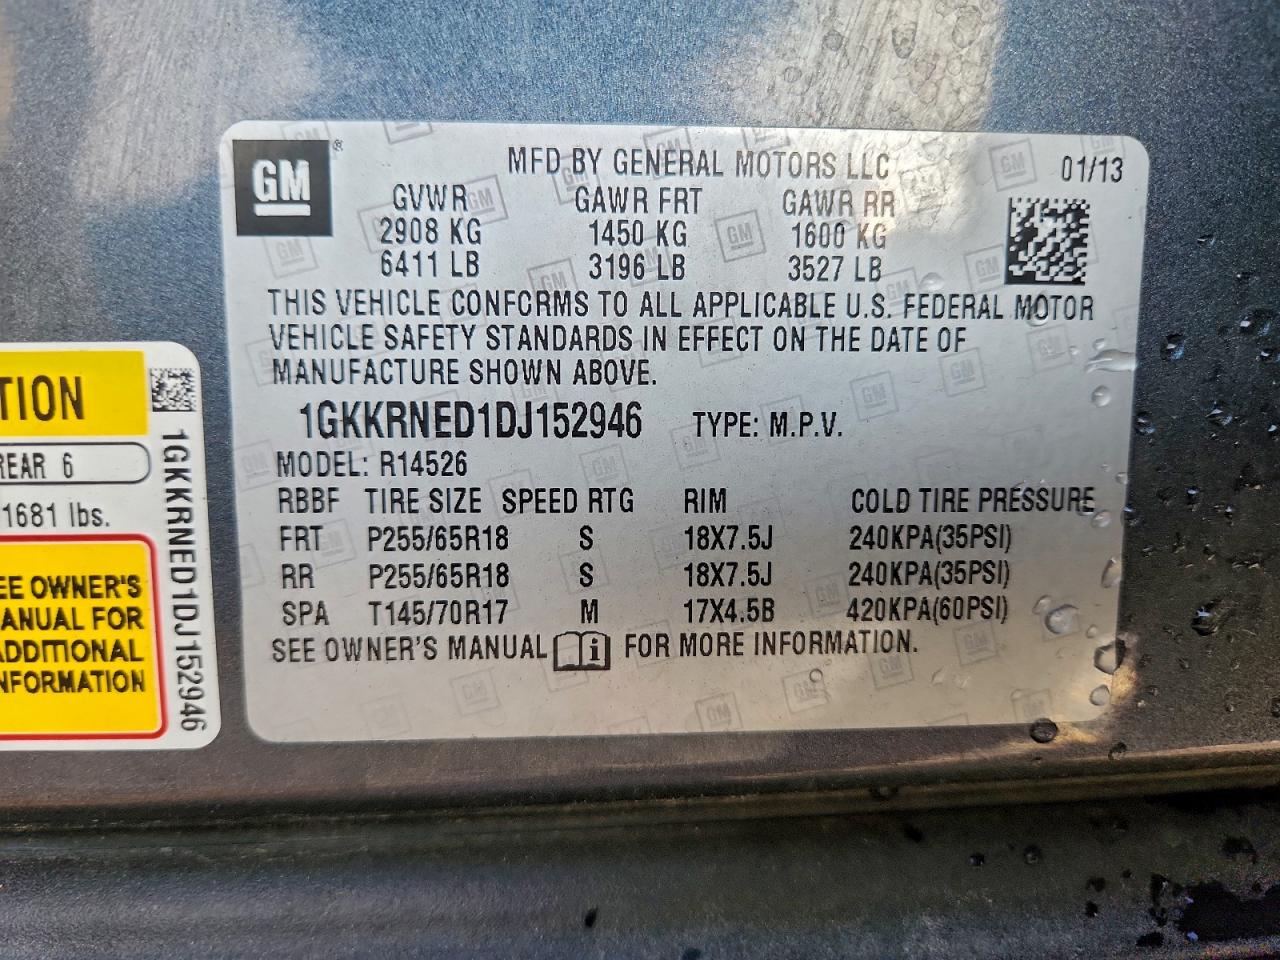 GM
MFD BY GENERAL MOTORS LLC 01/13
GVWR GAWR FRT GAWR RR
2908 KG 1450 KG 1600 KG
6411 LB 3196 LB 3527 LB
THIS VEHICLE CONFORMS TO ALL APPLICABLE U.S. FEDERAL MOTOR
VEHICLE SAFETY STANDARDS IN EFFECT ON THE DATE OF
MANUFACTURE SHOWN ABOVE.
1GKKRNED1DJ152946 TYPE: M.P.V.
MODEL: R14526
RBBF TIRE SIZE SPEED RTG RIM COLD TIRE PRESSURE
FRT P255/65R18 S 18X7.5J 240KPA(35PSI)
RR P255/65R18 S 18X7.5J 240KPA(35PSI)
SPA T145/70R17 M 17X4.5B 420KPA(60PSI)
SEE OWNER'S MANUAL i FOR MORE INFORMATION.
TION
REAR 6
1681 lbs.
EE OWNER'S
ANUAL FOR
ADDITIONAL
NFORMATION
1GKKRNED1DJ152946